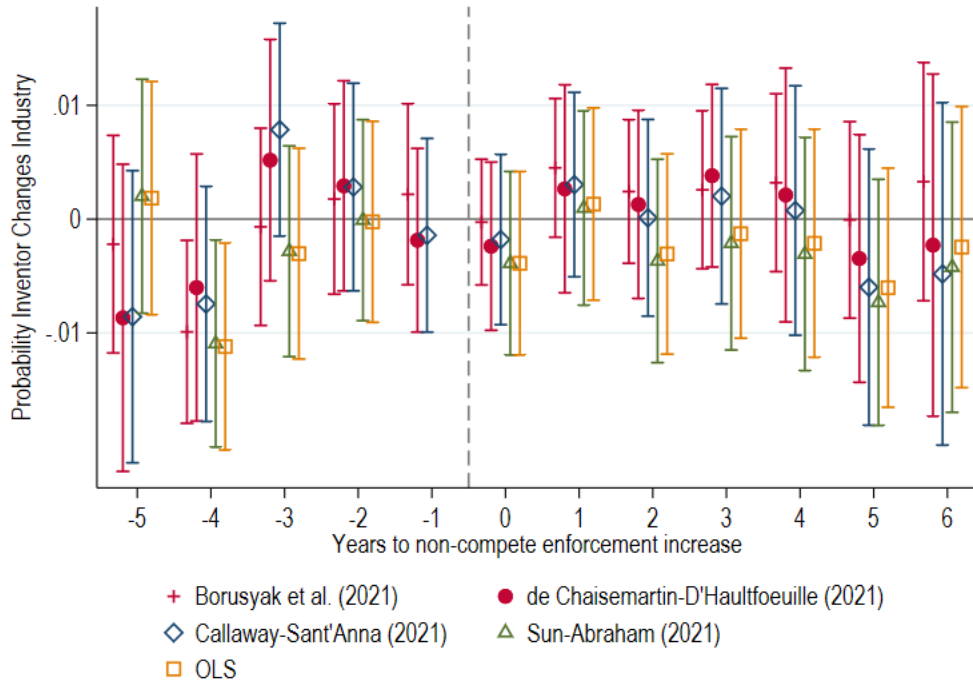 Probability Inventor Changes Industry
.01
0
-.01
-5 -4 -3 -2 -1 0 1 2 3 4 5 6
Years to non-compete enforcement increase
Borusyak et al. (2021) de Chaisemartin-D'Haultfoeuille (2021)
Callaway-Sant'Anna (2021) Sun-Abraham (2021)
OLS